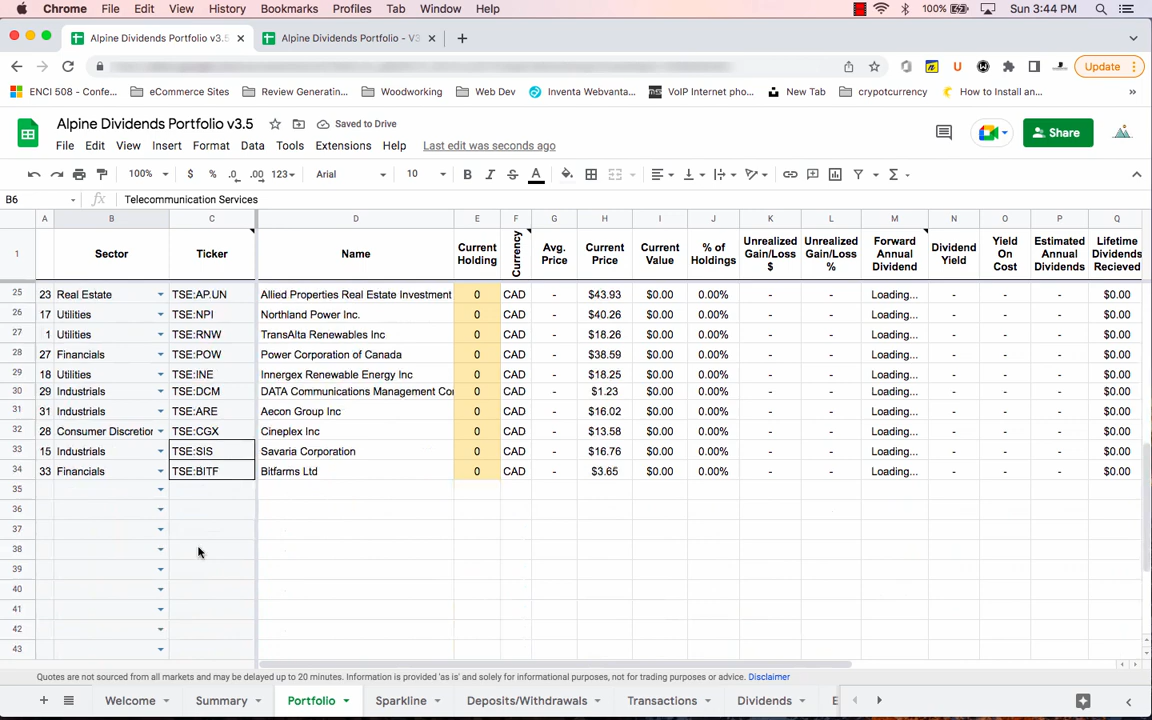 Chrome File Edit View History Bookmarks Profiles Tab Window Help 100% Sun 3:44 PM
Alpine Dividends Portfolio v3.5 × Alpine Dividends Portfolio - V3 × +
Update
ENCI 508 - Confe... eCommerce Sites Review Generatin... Woodworking Web Dev Inventa Webvanta... VoIP Internet pho... New Tab cryptocurrency How to Install an... »
Alpine Dividends Portfolio v3.5 Saved to Drive
Share
File Edit View Insert Format Data Tools Extensions Help Last edit was seconds ago
100% $ % .0 .00 123 Arial 10 B I S A
B6 fx Telecommunication Services
A B C D E F G H I J K L M N O P Q
1 Sector Ticker Name Current Holding Currency Avg. Price Current Price Current Value % of Holdings Unrealized Gain/Loss $ Unrealized Gain/Loss % Forward Annual Dividend Dividend Yield Yield On Cost Estimated Annual Dividends Lifetime Dividends Recieved
25 23 Real Estate TSE:AP.UN Allied Properties Real Estate Investment 0 CAD - $43.93 $0.00 0.00% - - Loading... - - - $0.00
26 17 Utilities TSE:NPI Northland Power Inc. 0 CAD - $40.26 $0.00 0.00% - - Loading... - - - $0.00
27 1 Utilities TSE:RNW TransAlta Renewables Inc 0 CAD - $18.26 $0.00 0.00% - - Loading... - - - $0.00
28 27 Financials TSE:POW Power Corporation of Canada 0 CAD - $38.59 $0.00 0.00% - - Loading... - - - $0.00
29 18 Utilities TSE:INE Innergex Renewable Energy Inc 0 CAD - $18.25 $0.00 0.00% - - Loading... - - - $0.00
30 29 Industrials TSE:DCM DATA Communications Management Co 0 CAD - $1.23 $0.00 0.00% - - Loading... - - - $0.00
31 31 Industrials TSE:ARE Aecon Group Inc 0 CAD - $16.02 $0.00 0.00% - - Loading... - - - $0.00
32 28 Consumer Discretior TSE:CGX Cineplex Inc 0 CAD - $13.58 $0.00 0.00% - - Loading... - - - $0.00
33 15 Industrials TSE:SIS Savaria Corporation 0 CAD - $16.76 $0.00 0.00% - - Loading... - - - $0.00
34 33 Financials TSE:BITF Bitfarms Ltd 0 CAD - $3.65 $0.00 0.00% - - Loading... - - - $0.00
35
36
37
38
39
40
41
42
43
Quotes are not sourced from all markets and may be delayed up to 20 minutes. Information is provided 'as is' and solely for informational purposes, not for trading purposes or advice. Disclaimer
+ Welcome Summary Portfolio Sparkline Deposits/Withdrawals Transactions Dividends E